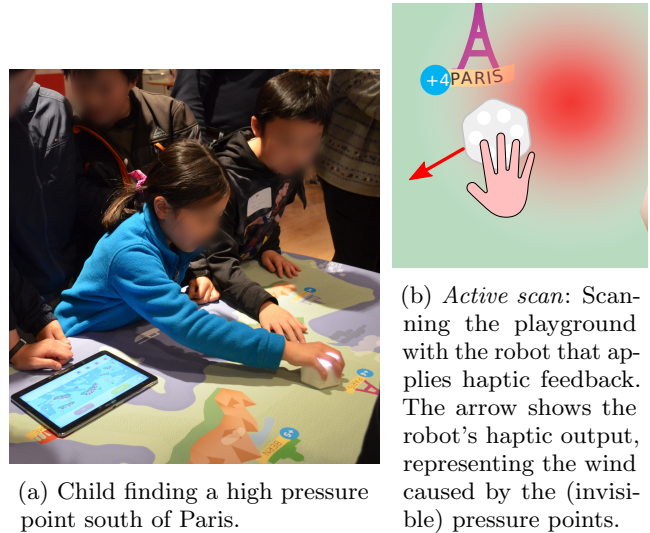 +4 PARIS
(a) Child finding a high pressure
point south of Paris.
(b) Active scan: Scan-
ning the playground
with the robot that ap-
plies haptic feedback.
The arrow shows the
robot's haptic output,
representing the wind
caused by the (invisi-
ble) pressure points.